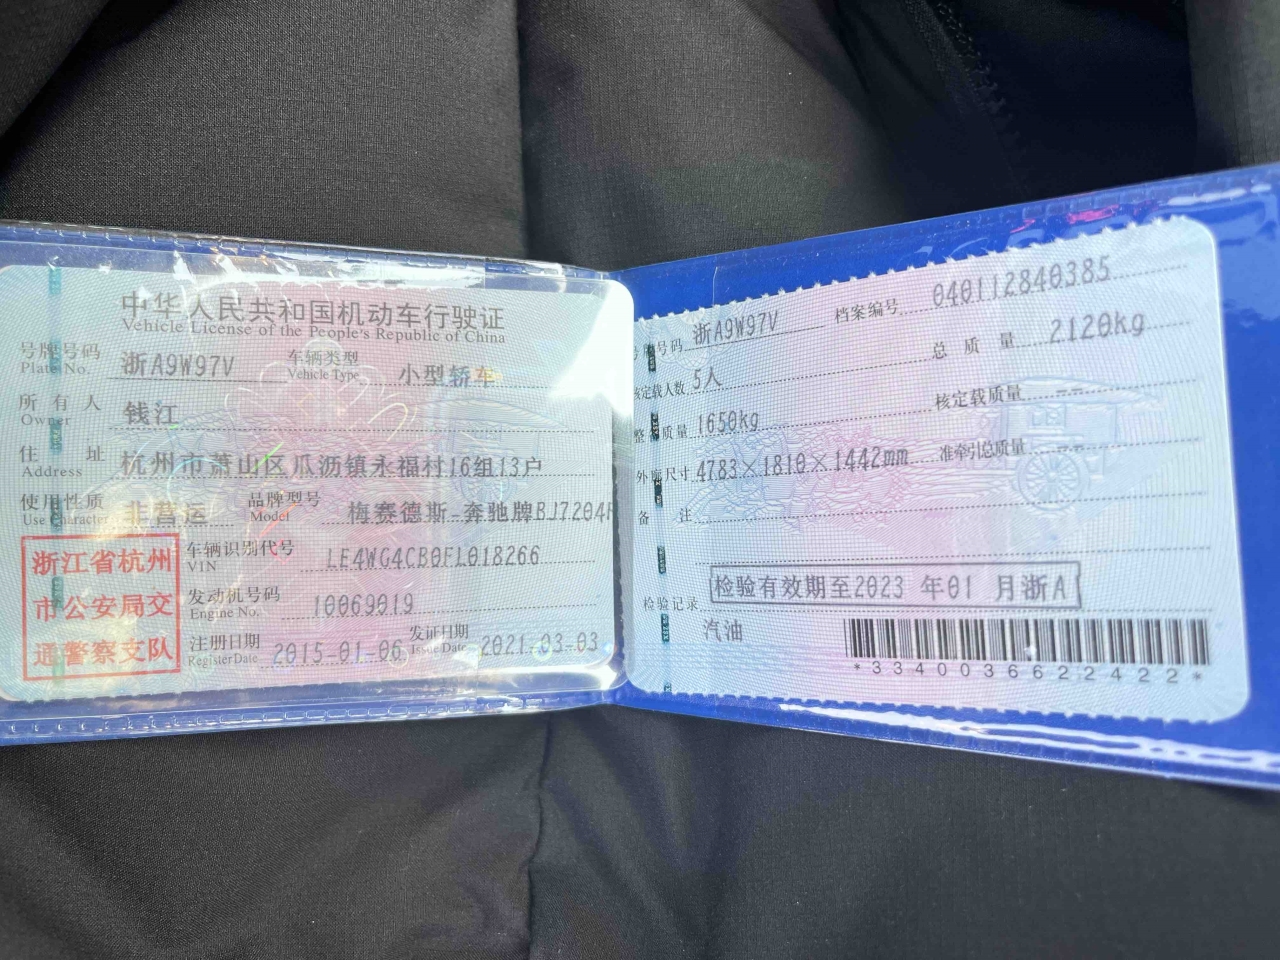 中华人民共和国机动车行驶证
Vehicle License of the People's Republic of China
号牌号码 浙A9W97V 车辆类型 小型轿车
Plate No. Vehicle Type
所有人 钱江
Owner
住址 杭州市萧山区瓜沥镇永福村16组13户
Address
使用性质 非营运 品牌型号 梅赛德斯-奔驰牌BJ7204
Use Character Model
浙江省杭州
市公安局交
通警察支队
车辆识别代号 LE4WG4CB0FL018266
VIN
发动机号码 10069019
Engine No.
注册日期 2015-01-06 发证日期 2021-03-03
Register Date Issue Date
号牌号码 浙A9W97V 档案编号 040112840385
核定载人数 5人 总质量 2120kg
整备质量 1650kg 核定载质量 --
外廓尺寸 4783×1810×1442mm 准牵引总质量
备注
检验记录 检验有效期至2023年01月浙A
汽油
*3340036622422*